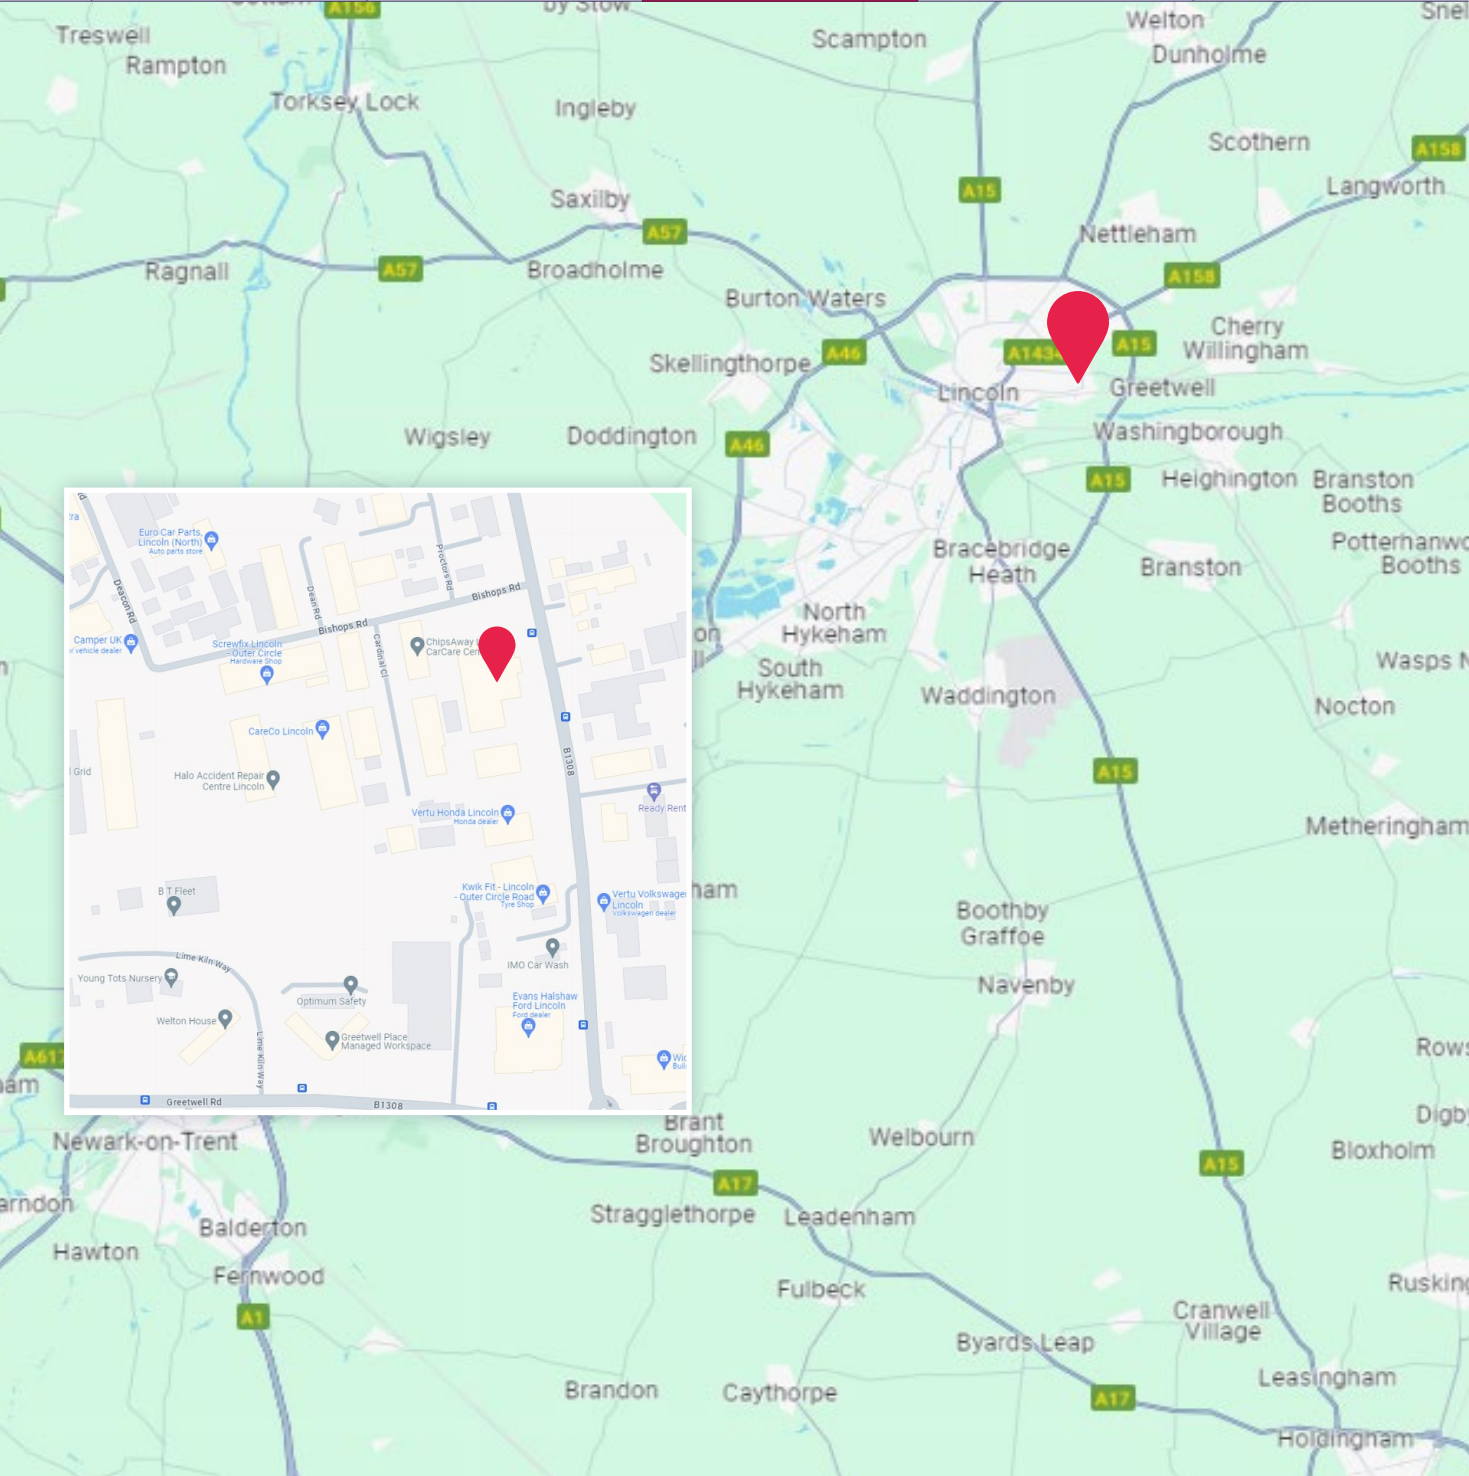 A156
by Stow
Welton
Treswell
Scampton
Dunholme
Rampton
Torksey Lock
Ingleby
Scothern
A158
Langworth
A15
Saxilby
Nettleham
A57
Ragnall
A57
Broadholme
A158
Burton Waters
Cherry
Willingham
A46
A15
Skellingthorpe
Lincoln
Greetwell
Wigsley
Doddington
A46
Washingborough
A15
Heighington
Branston
Booths
Bracebridge
Heath
Branston
Booths
North
Hykeham
South
Hykeham
Waddington
Nocton
A15
Metheringham
Boothby
Graffoe
Navenby
Euro Car Parts,
Lincoln (North)
Auto parts store
Deacon Rd
Dean Rd
Proctors Rd
Bishops Rd
Bishops Rd
Cardinal Cl
Camper UK
Screwfix Lincoln
- Outer Circle
Hardware Shop
ChipsAway
CarCare
CareCo Lincoln
B1308
Grid
Halo Accident Repair
Centre Lincoln
Vertu Honda Lincoln
Honda dealer
Ready Rent
B T Fleet
Kwik Fit - Lincoln
- Outer Circle Road
Tyre Shop
Vertu Volkswagen
Lincoln
Volkswagen dealer
Lime Kiln Way
IMO Car Wash
Young Tots Nursery
Optimum Safety
Evans Halshaw
Ford Lincoln
Ford dealer
Welton House
Greetwell Place
Managed Workspace
Lime Kiln Way
Greetwell Rd
B1308
A617
Newark-on-Trent
Brant
Broughton
Welbourn
Bloxholm
A17
A15
Stragglethorpe
Leadenham
Balderton
Hawton
Fernwood
Fulbeck
A1
Cranwell
Village
Byards Leap
Leasingham
Brandon
Caythorpe
A17
Holdingham